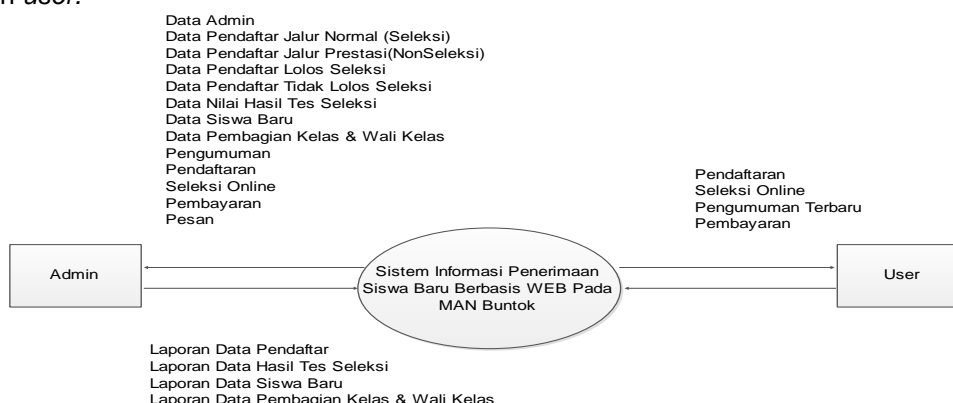 Data Admin
Data Pendaftar Jalur Normal (Seleksi)
Data Pendaftar Jalur Prestasi(NonSeleksi)
Data Pendaftar Lolos Seleksi
Data Pendaftar Tidak Lolos Seleksi
Data Nilai Hasil Tes Seleksi
Data Siswa Baru
Data Pembagian Kelas & Wali Kelas
Pengumuman
Pendaftaran
Seleksi Online
Pembayaran
Pesan
Pendaftaran
Seleksi Online
Pengumuman Terbaru
Pembayaran
Admin
Sistem Informasi Penerimaan
Siswa Baru Berbasis WEB Pada
MAN Buntok
User
Laporan Data Pendaftar
Laporan Data Hasil Tes Seleksi
Laporan Data Siswa Baru
Laporan Data Pembagian Kelas & Wali Kelas